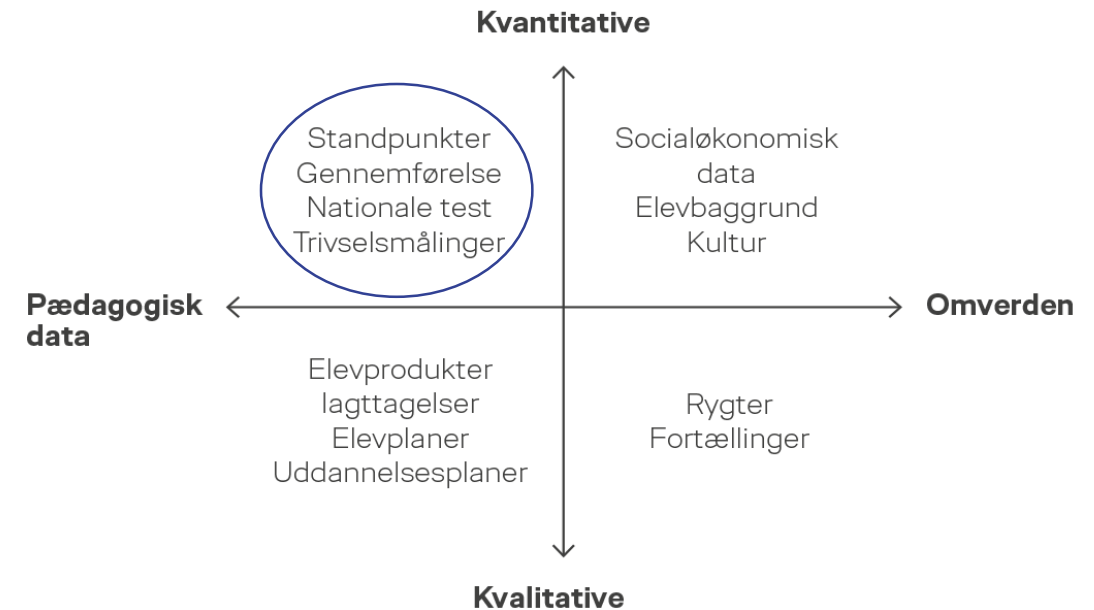 Kvantitative
Standpunkter
Gennemførelse
Nationale test
Trivselsmålinger
Socialøkonomisk
data
Elevbaggrund
Kultur
Pædagogisk
data
Omverden
Elevprodukter
Iagttagelser
Elevplaner
Uddannelsesplaner
Rygter
Fortællinger
Kvalitative